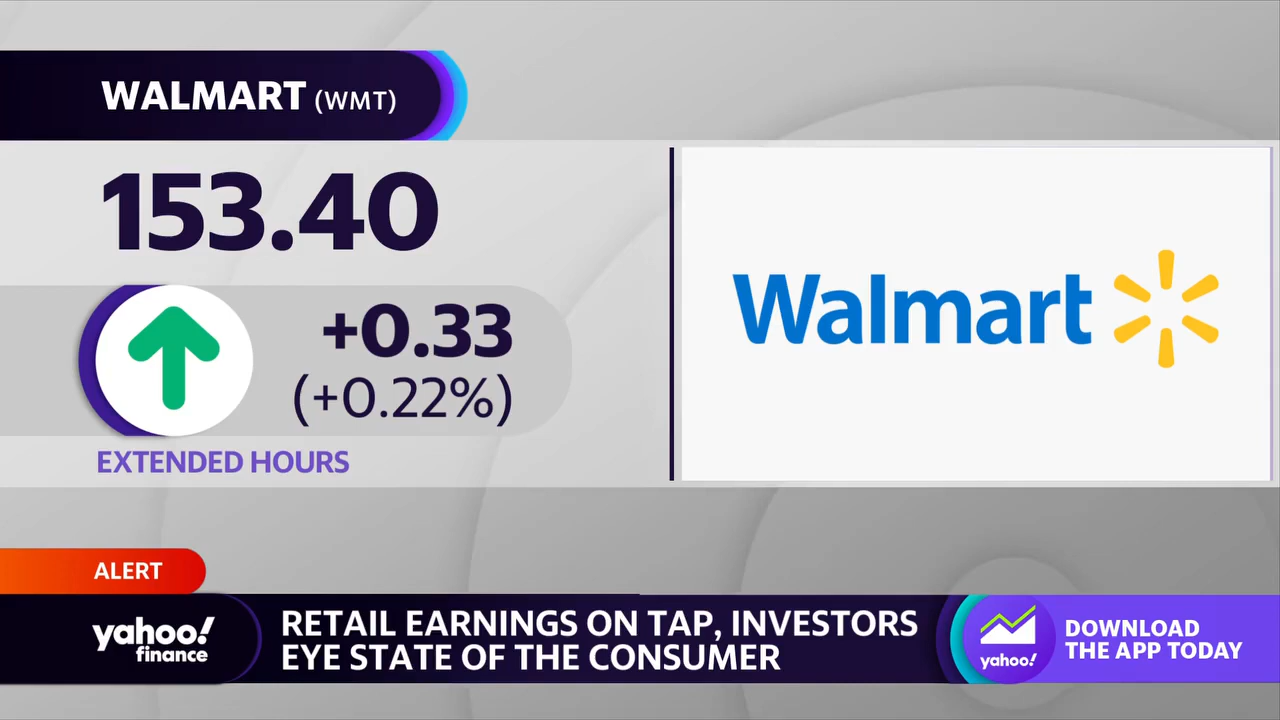 WALMART (WMT)
153.40
+0.33
(+0.22%)
EXTENDED HOURS
Walmart
ALERT
yahoo!
finance
RETAIL EARNINGS ON TAP, INVESTORS
EYE STATE OF THE CONSUMER
yahoo!
DOWNLOAD
THE APP TODAY